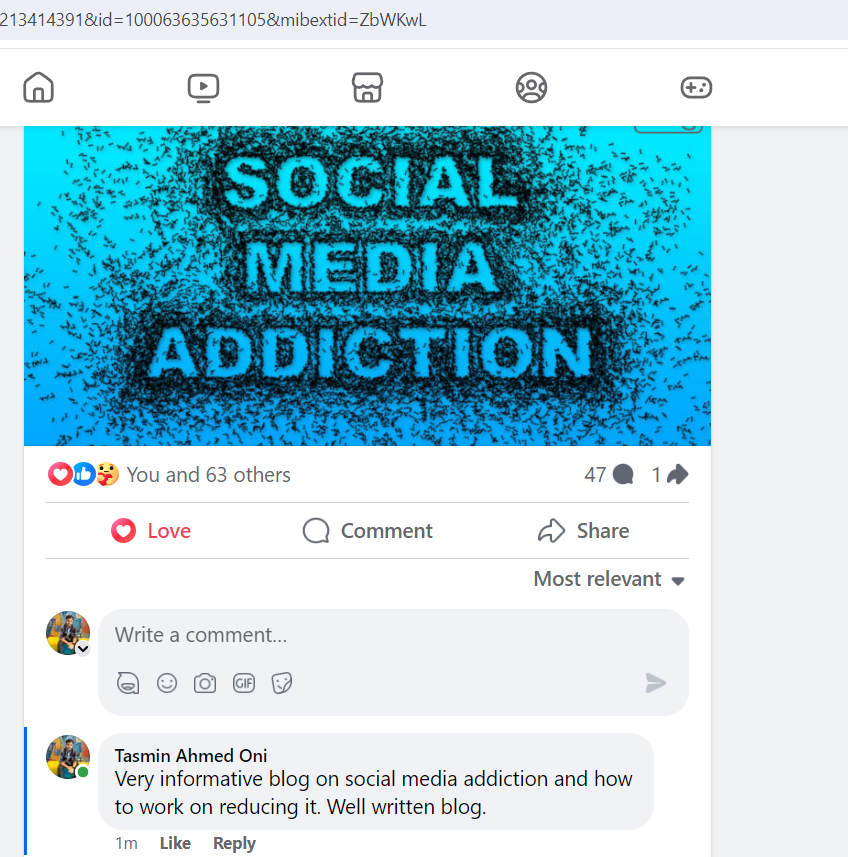 213414391&id=100063635631105&mibextid=ZbWKwL
SOCIAL
MEDIA
ADDICTION
You and 63 others
47
1
Love
Comment
Share
Most relevant
Write a comment...
GIF
Tasmin Ahmed Oni
Very informative blog on social media addiction and how
to work on reducing it. Well written blog.
1m Like Reply